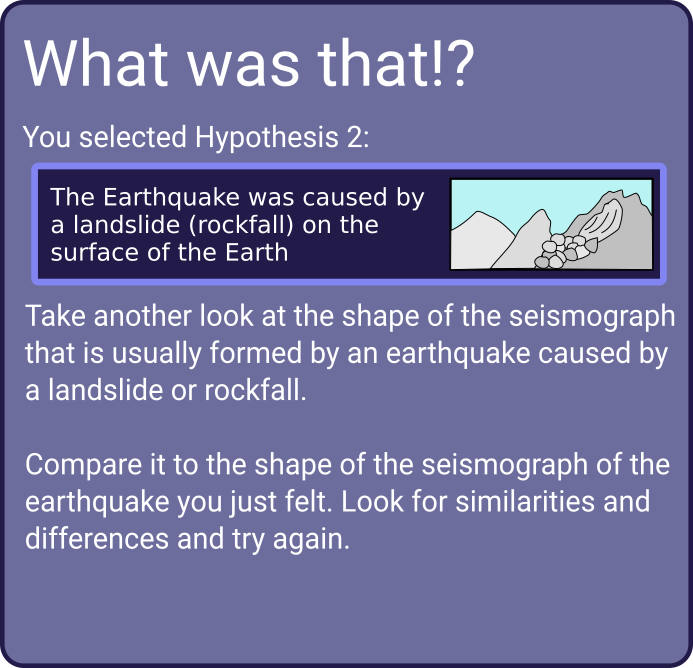 What was that!?
You selected Hypothesis 2:
The Earthquake was caused by
a landslide (rockfall) on the
surface of the Earth
Take another look at the shape of the seismograph
that is usually formed by an earthquake caused by
a landslide or rockfall.
Compare it to the shape of the seismograph of the
earthquake you just felt. Look for similarities and
differences and try again.